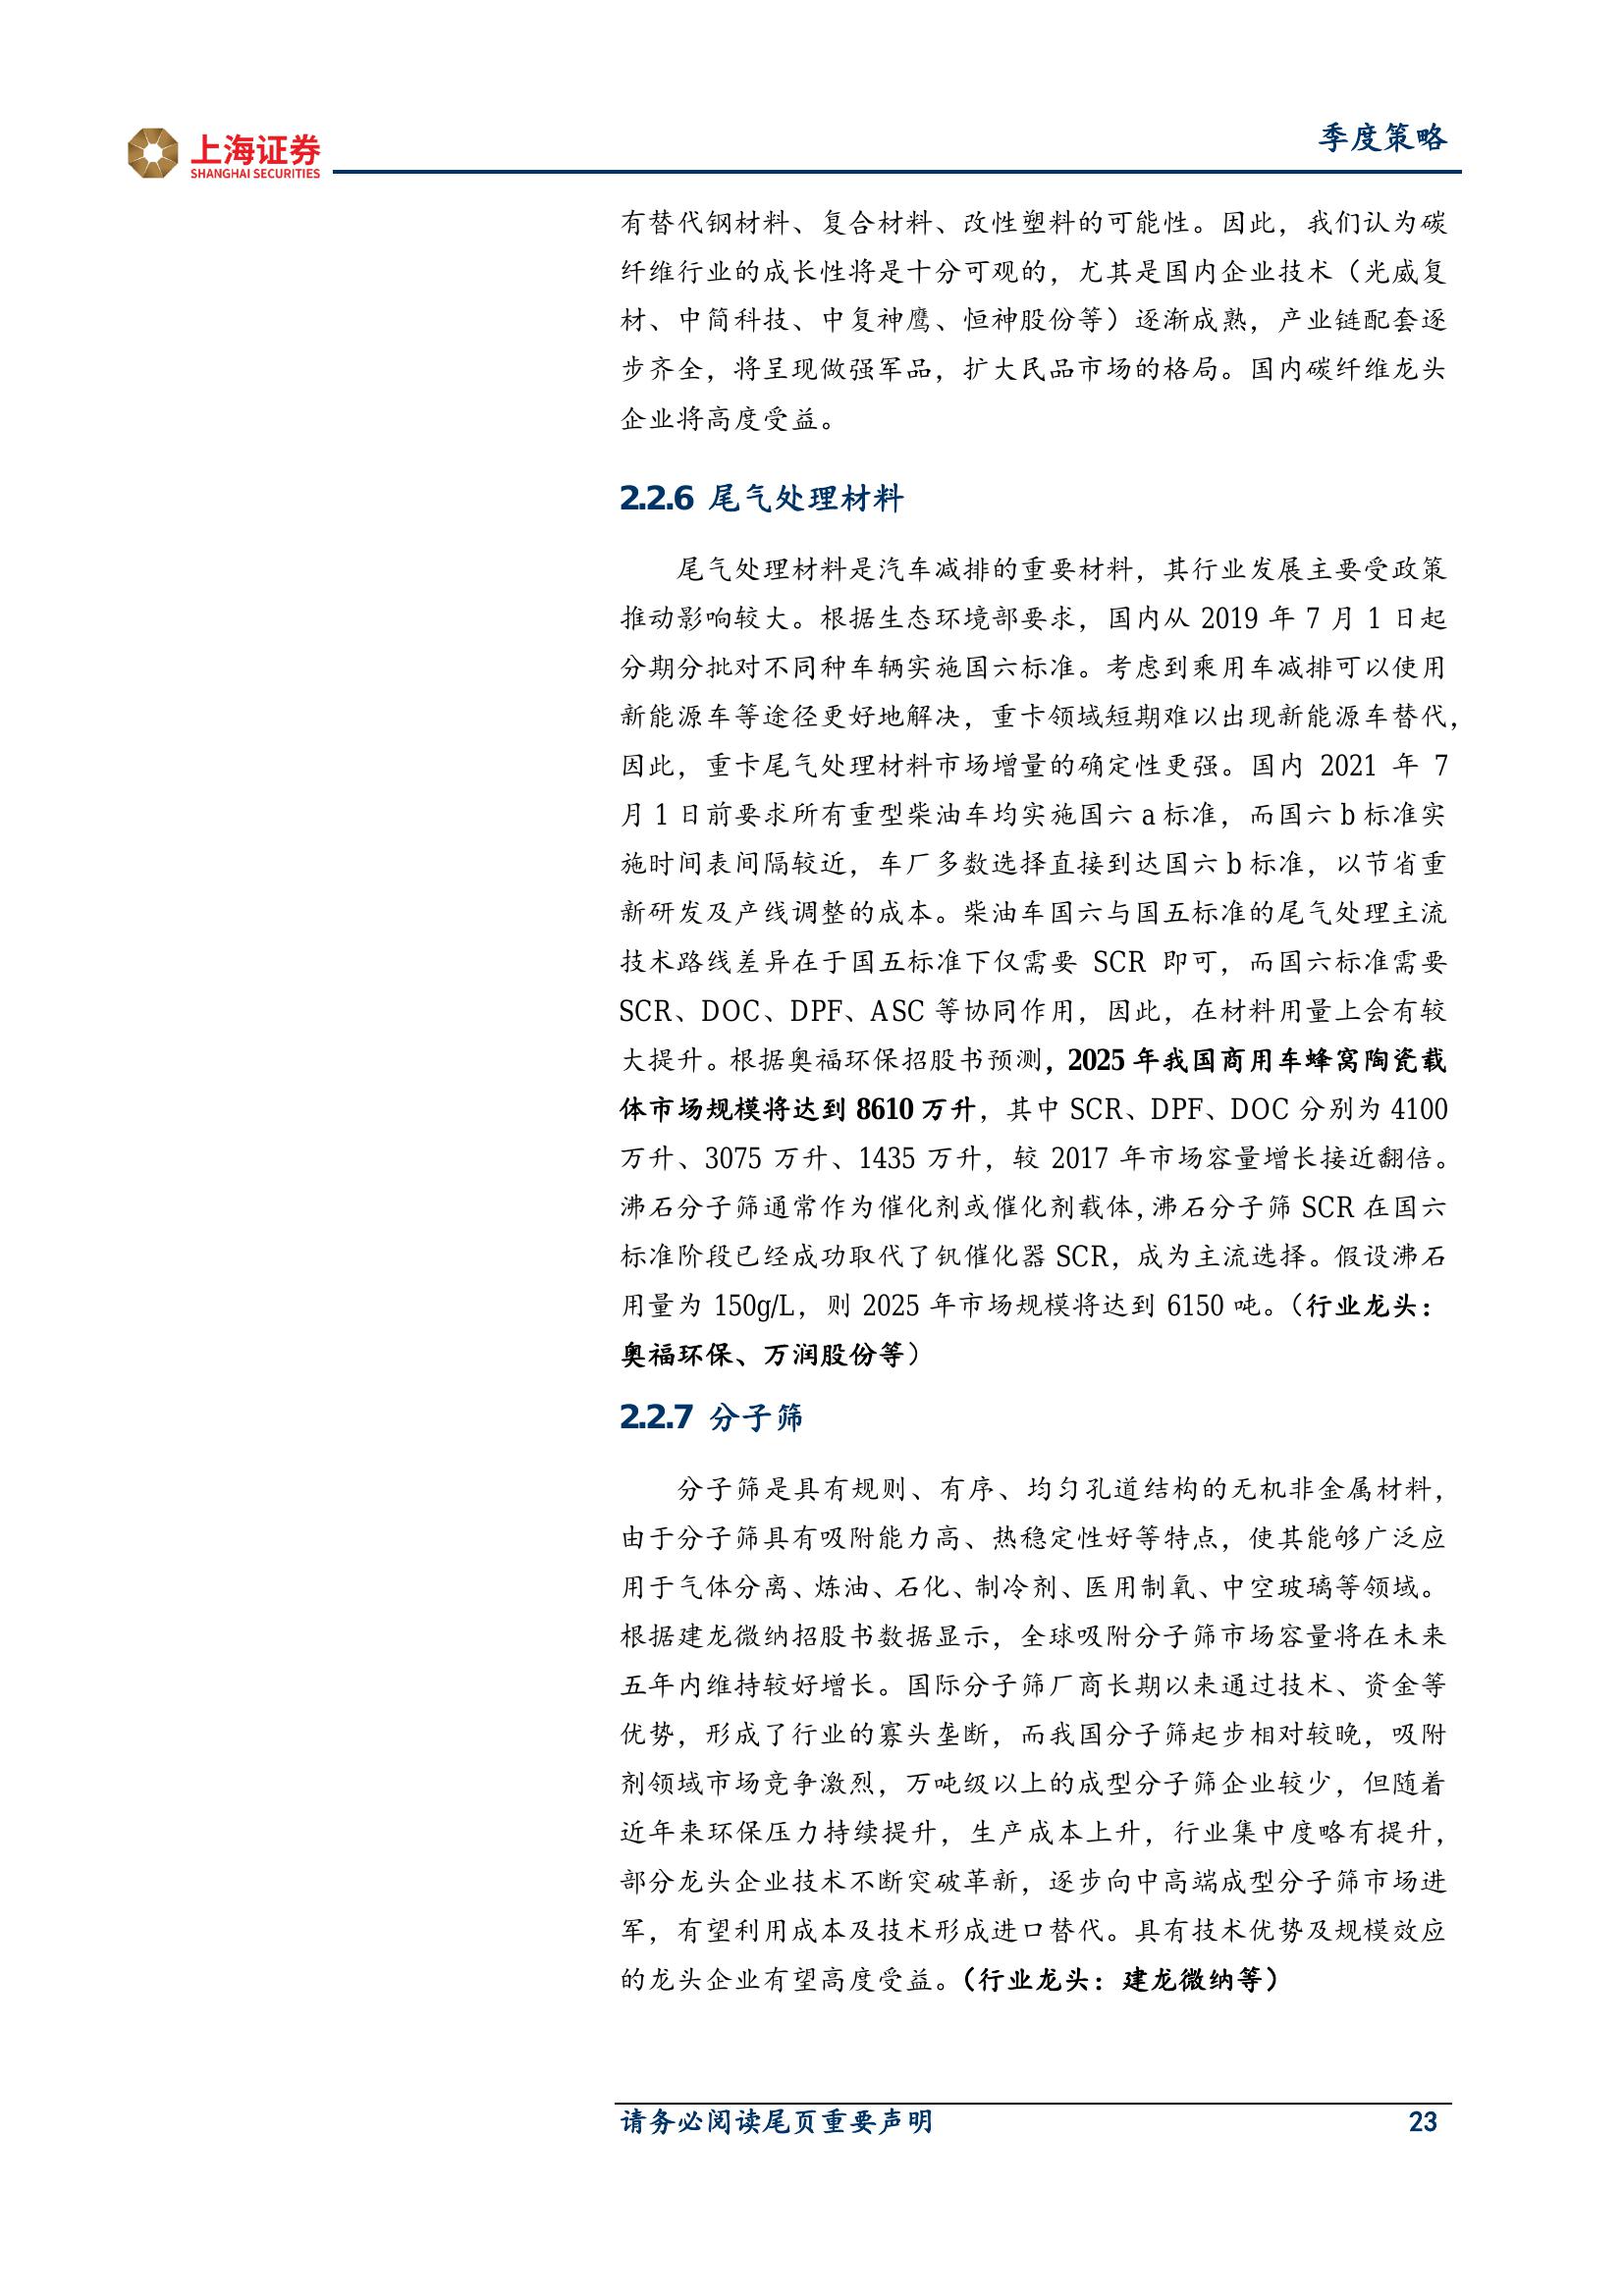 上海证券
SHANGHAI SECURITIES
季度策略
有替代钢材料、复合材料、改性塑料的可能性。因此，我们认为碳
纤维行业的成长性将是十分可观的，尤其是国内企业技术（光威复
材、中简科技、中复神鹰、恒神股份等）逐渐成熟，产业链配套逐
步齐全，将呈现做强军品，扩大民品市场的格局。国内碳纤维龙头
企业将高度受益。
2.2.6 尾气处理材料
尾气处理材料是汽车减排的重要材料，其行业发展主要受政策
推动影响较大。根据生态环境部要求，国内从 2019 年 7 月 1 日起
分期分批对不同种车辆实施国六标准。考虑到乘用车减排可以使用
新能源车等途径更好地解决，重卡领域短期难以出现新能源车替代，
因此，重卡尾气处理材料市场增量的确定性更强。国内 2021 年 7
月 1 日前要求所有重型柴油车均实施国六 a 标准，而国六 b 标准实
施时间表间隔较近，车厂多数选择直接到达国六 b 标准，以节省重
新研发及产线调整的成本。柴油车国六与国五标准的尾气处理主流
技术路线差异在于国五标准下仅需要 SCR 即可，而国六标准需要
SCR、DOC、DPF、ASC 等协同作用，因此，在材料用量上会有较
大提升。根据奥福环保招股书预测，2025 年我国商用车蜂窝陶瓷载
体市场规模将达到 8610 万升，其中 SCR、DPF、DOC 分别为 4100
万升、3075 万升、1435 万升，较 2017 年市场容量增长接近翻倍。
沸石分子筛通常作为催化剂或催化剂载体，沸石分子筛 SCR 在国六
标准阶段已经成功取代了钒催化器 SCR，成为主流选择。假设沸石
用量为 150g/L，则 2025 年市场规模将达到 6150 吨。（行业龙头：
奥福环保、万润股份等）
2.2.7 分子筛
分子筛是具有规则、有序、均匀孔道结构的无机非金属材料，
由于分子筛具有吸附能力高、热稳定性好等特点，使其能够广泛应
用于气体分离、炼油、石化、制冷剂、医用制氧、中空玻璃等领域。
根据建龙微纳招股书数据显示，全球吸附分子筛市场容量将在未来
五年内维持较好增长。国际分子筛厂商长期以来通过技术、资金等
优势，形成了行业的寡头垄断，而我国分子筛起步相对较晚，吸附
剂领域市场竞争激烈，万吨级以上的成型分子筛企业较少，但随着
近年来环保压力持续提升，生产成本上升，行业集中度略有提升，
部分龙头企业技术不断突破革新，逐步向中高端成型分子筛市场进
军，有望利用成本及技术形成进口替代。具有技术优势及规模效应
的龙头企业有望高度受益。（行业龙头：建龙微纳等）
请务必阅读尾页重要声明 23